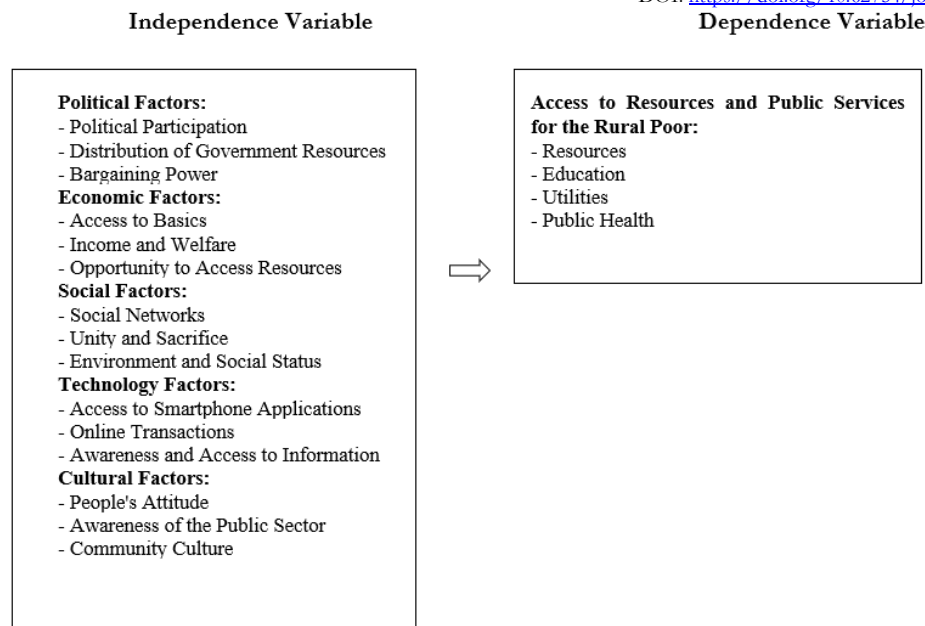 DOI:
Independence Variable
Dependence Variable
Political Factors:
- Political Participation
- Distribution of Government Resources
- Bargaining Power
Economic Factors:
- Access to Basics
- Income and Welfare
- Opportunity to Access Resources
Social Factors:
- Social Networks
- Unity and Sacrifice
- Environment and Social Status
Technology Factors:
- Access to Smartphone Applications
- Online Transactions
- Awareness and Access to Information
Cultural Factors:
- People's Attitude
- Awareness of the Public Sector
- Community Culture
Access to Resources and Public Services
for the Rural Poor:
- Resources
- Education
- Utilities
- Public Health